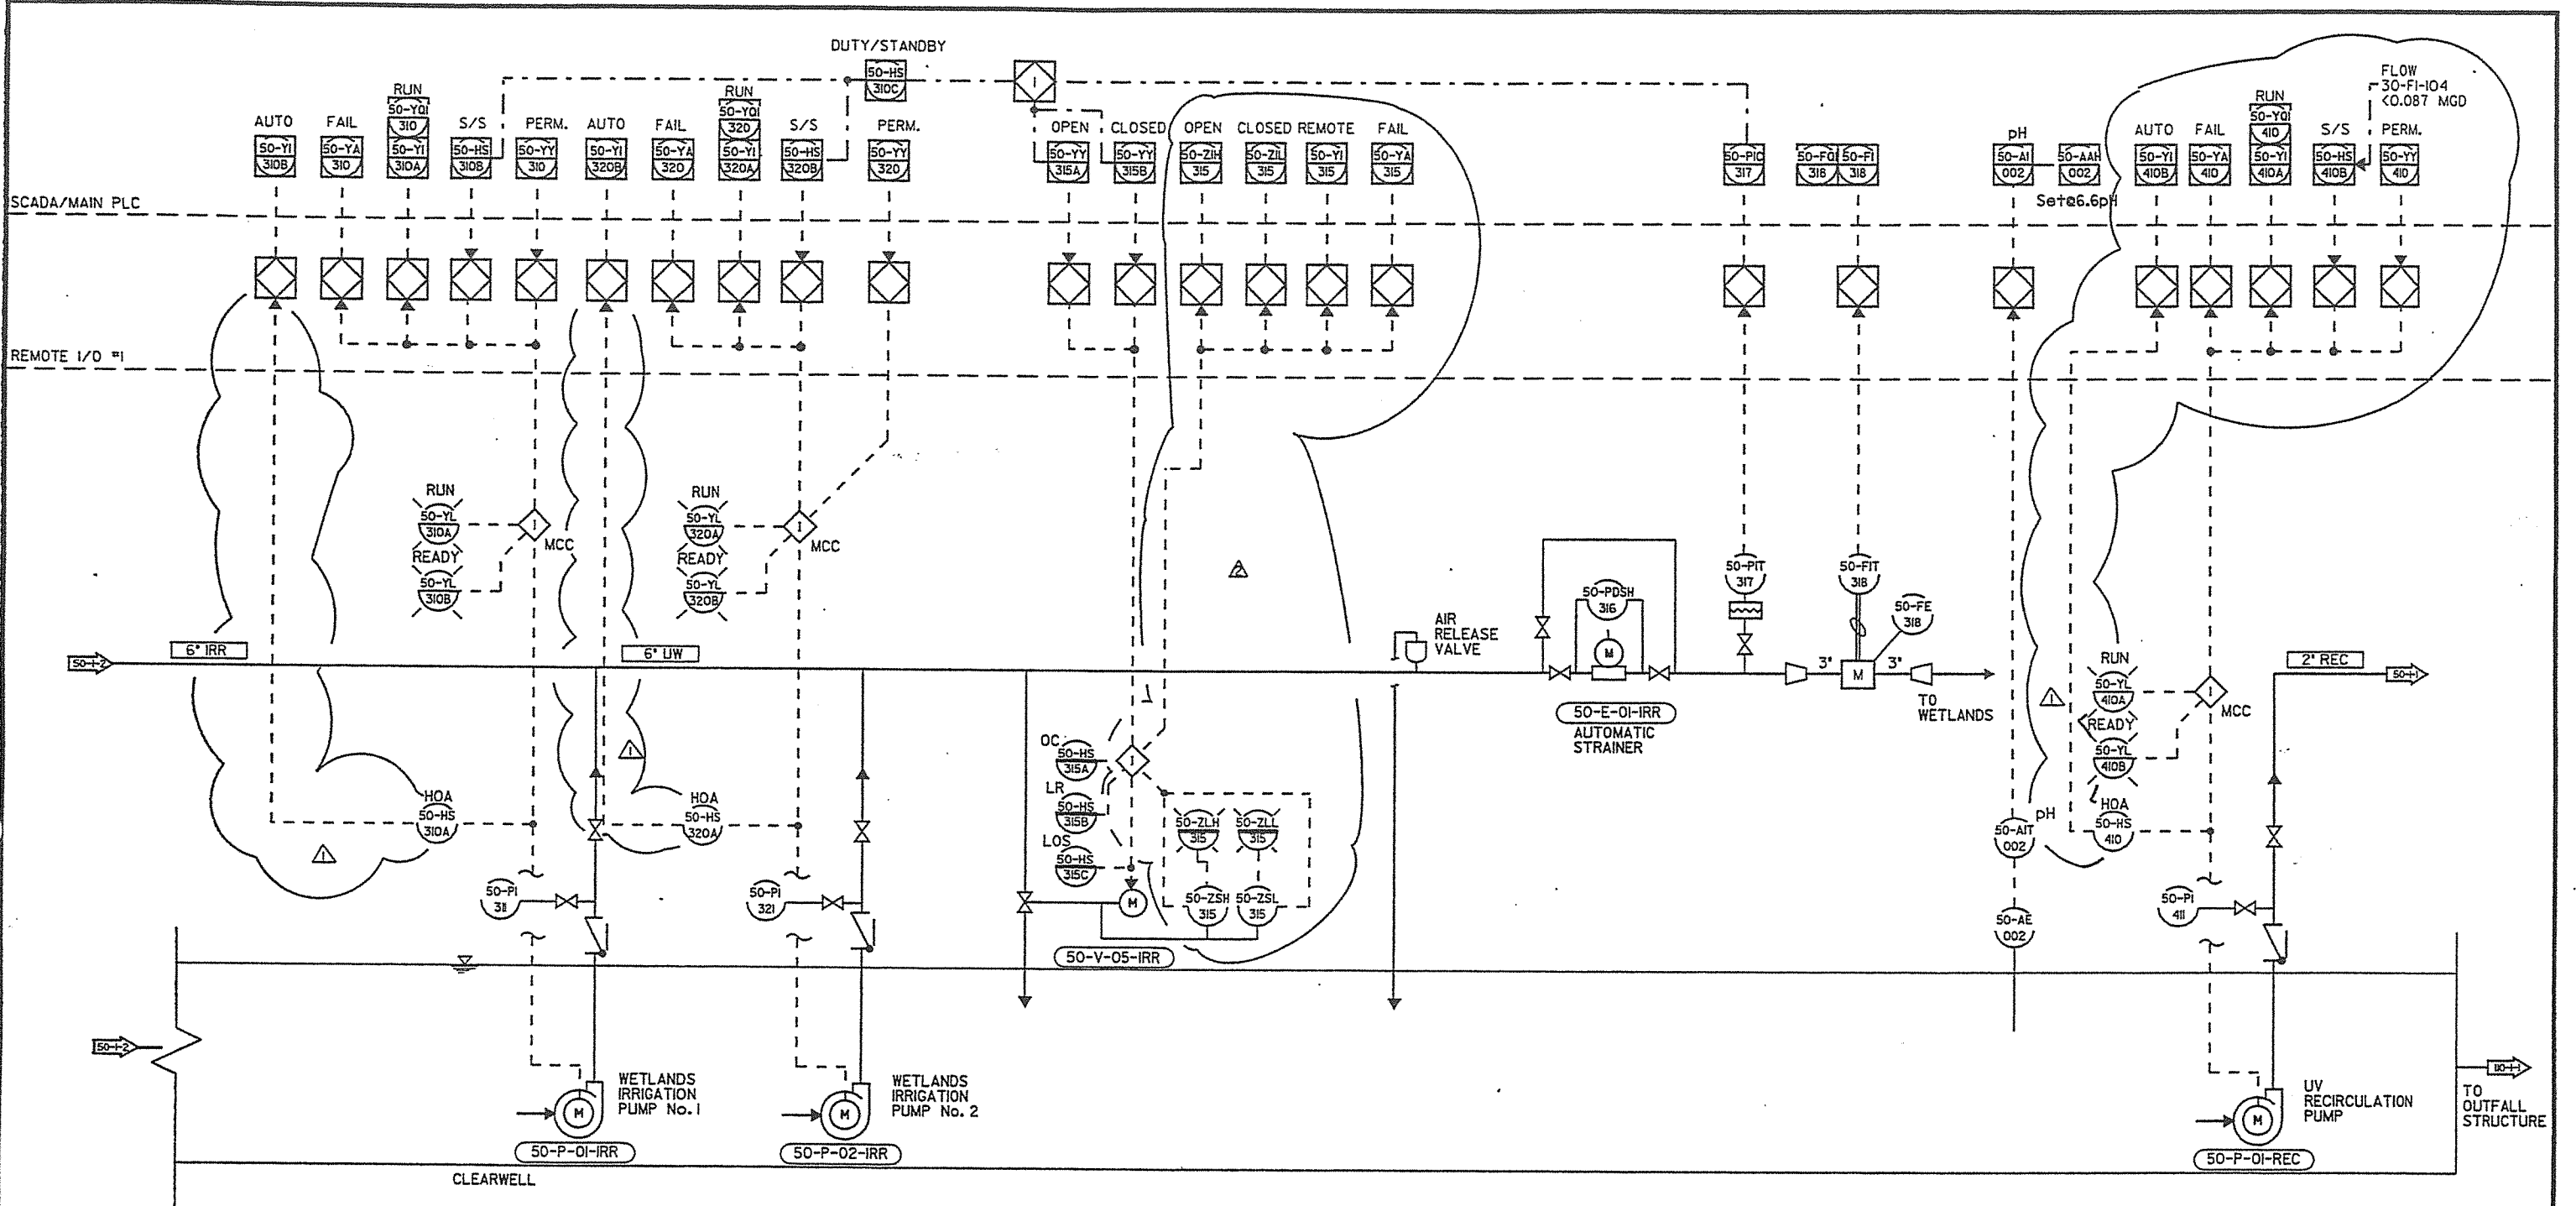 DUTY/STANDBY
50-HS
310C
I
FLOW
30-FI-104
<0.087 MGD
AUTO
50-YI
310B
FAIL
50-YA
310
RUN
50-YQI
310
50-YI
310A
S/S
50-HS
310B
PERM.
50-YY
310
AUTO
50-YI
320B
FAIL
50-YA
320
RUN
50-YQI
320
50-YI
320A
S/S
50-HS
320B
PERM.
50-YY
320
OPEN
50-YY
315A
CLOSED
50-YY
315B
OPEN
50-ZIH
315
CLOSED
50-ZIL
315
REMOTE
50-YI
315
FAIL
50-YA
315
50-PIC
317
50-FQI
318
50-FI
318
pH
50-AI
002
50-AAH
002
Set@6.6pH
AUTO
50-YI
410B
FAIL
50-YA
410
RUN
50-YQI
410
50-YI
410A
S/S
50-HS
410B
PERM.
50-YY
410
SCADA/MAIN PLC
REMOTE I/O #1
RUN
50-YL
310A
READY
50-YL
310B
I
MCC
RUN
50-YL
320A
READY
50-YL
320B
I
MCC
2
50-PIT
317
50-FIT
318
50-FE
318
50-PDSH
316
M
AIR
RELEASE
VALVE
6" IRR
6" UW
50-I-2
3"
M
3"
TO
WETLANDS
50-E-01-IRR
AUTOMATIC
STRAINER
1
RUN
50-YL
410A
READY
50-YL
410B
I
MCC
2" REC
50-I-1
HOA
50-HS
310A
1
1
HOA
50-HS
320A
OC
50-HS
315A
I
LR
50-HS
315B
LOS
50-HS
315C
M
50-ZLH
315
50-ZLL
315
50-ZSH
315
50-ZSL
315
50-V-05-IRR
pH
50-AIT
002
50-AE
002
HOA
50-HS
410
50-PI
311
50-PI
321
50-PI
411
50-I-2
M
WETLANDS
IRRIGATION
PUMP No. 1
50-P-01-IRR
M
WETLANDS
IRRIGATION
PUMP No. 2
50-P-02-IRR
M
UV
RECIRCULATION
PUMP
50-P-01-REC
110-I-1
TO
OUTFALL
STRUCTURE
CLEARWELL